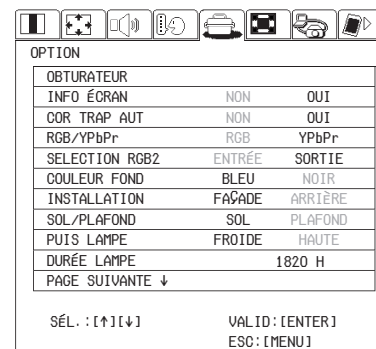 OPTION
OBTURATEUR
INFO ÉCRAN NON OUI
COR TRAP AUT NON OUI
RGB/YPbPr RGB YPbPr
SELECTION RGB2 ENTRÉE SORTIE
COULEUR FOND BLEU NOIR
INSTALLATION FAÇADE ARRIÈRE
SOL/PLAFOND SOL PLAFOND
PUIS LAMPE FROIDE HAUTE
DURÉE LAMPE 1820 H
PAGE SUIVANTE ↓
SÉL.:[↑][↓] VALID:[ENTER]
ESC:[MENU]